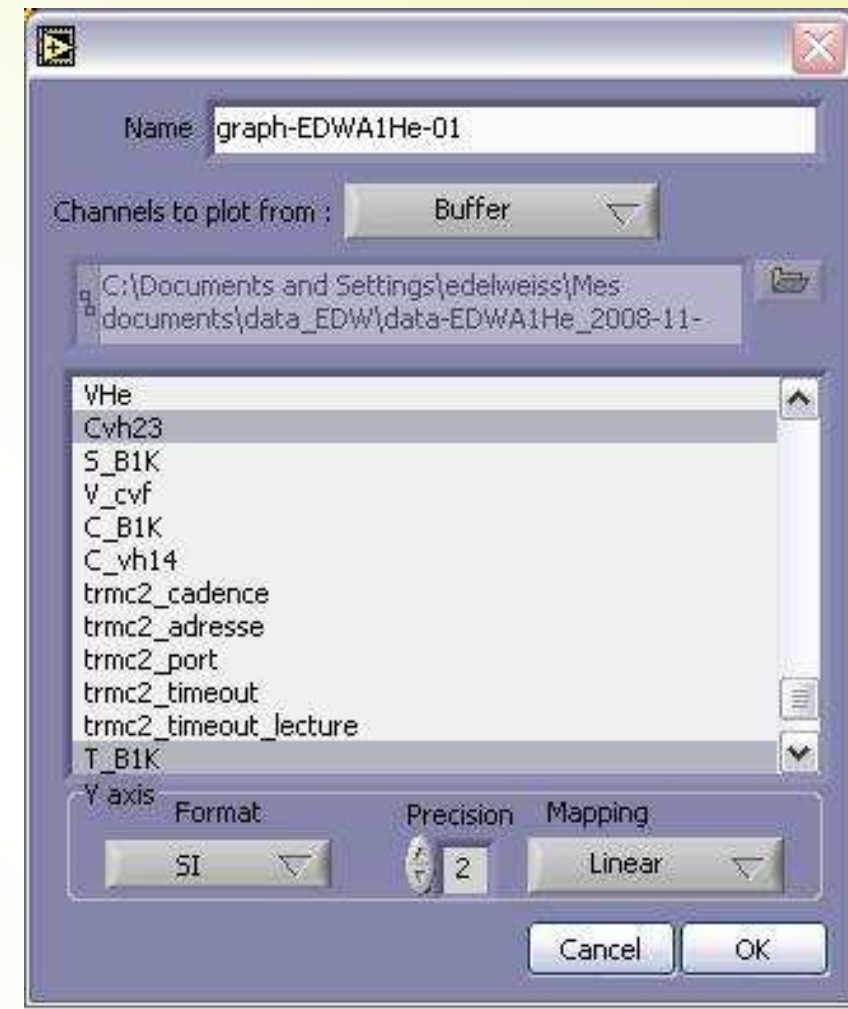 Name graph-EDWA1He-01
Channels to plot from : Buffer
C:\Documents and Settings\edelweiss\Mes
documents\data_EDW\data-EDWA1He_2008-11-
VHe
Cvh23
S_B1K
V_cvf
C_B1K
C_vh14
trmc2_cadence
trmc2_adresse
trmc2_port
trmc2_timeout
trmc2_timeout_lecture
T_B1K
Y axis
Format Precision Mapping
SI 2 Linear
Cancel OK